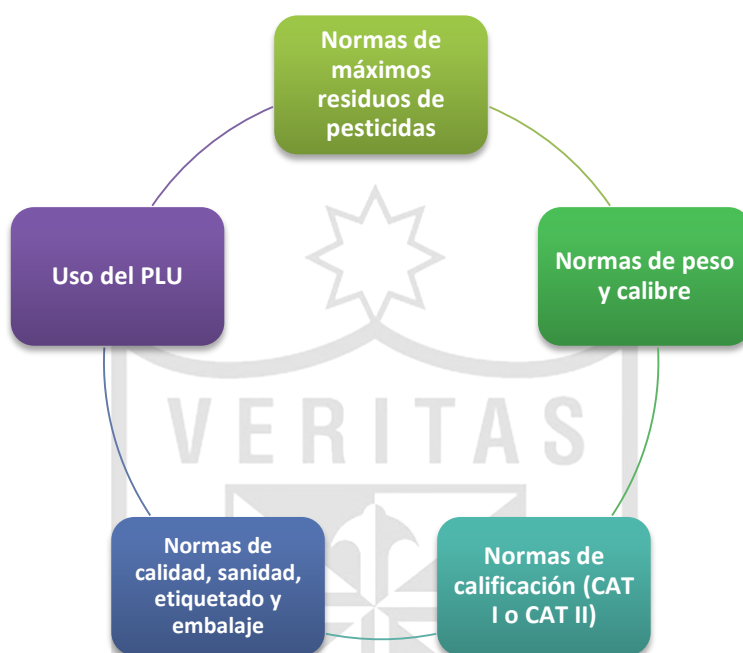 Normas de
máximos
residuos de
pesticidas
Normas de peso
y calibre
Normas de
calificación (CAT
I o CAT II)
Normas de
calidad, sanidad,
etiquetado y
embalaje
Uso del PLU
VERITAS